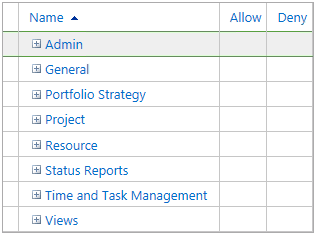 Name Allow Deny
Admin
General
Portfolio Strategy
Project
Resource
Status Reports
Time and Task Management
Views